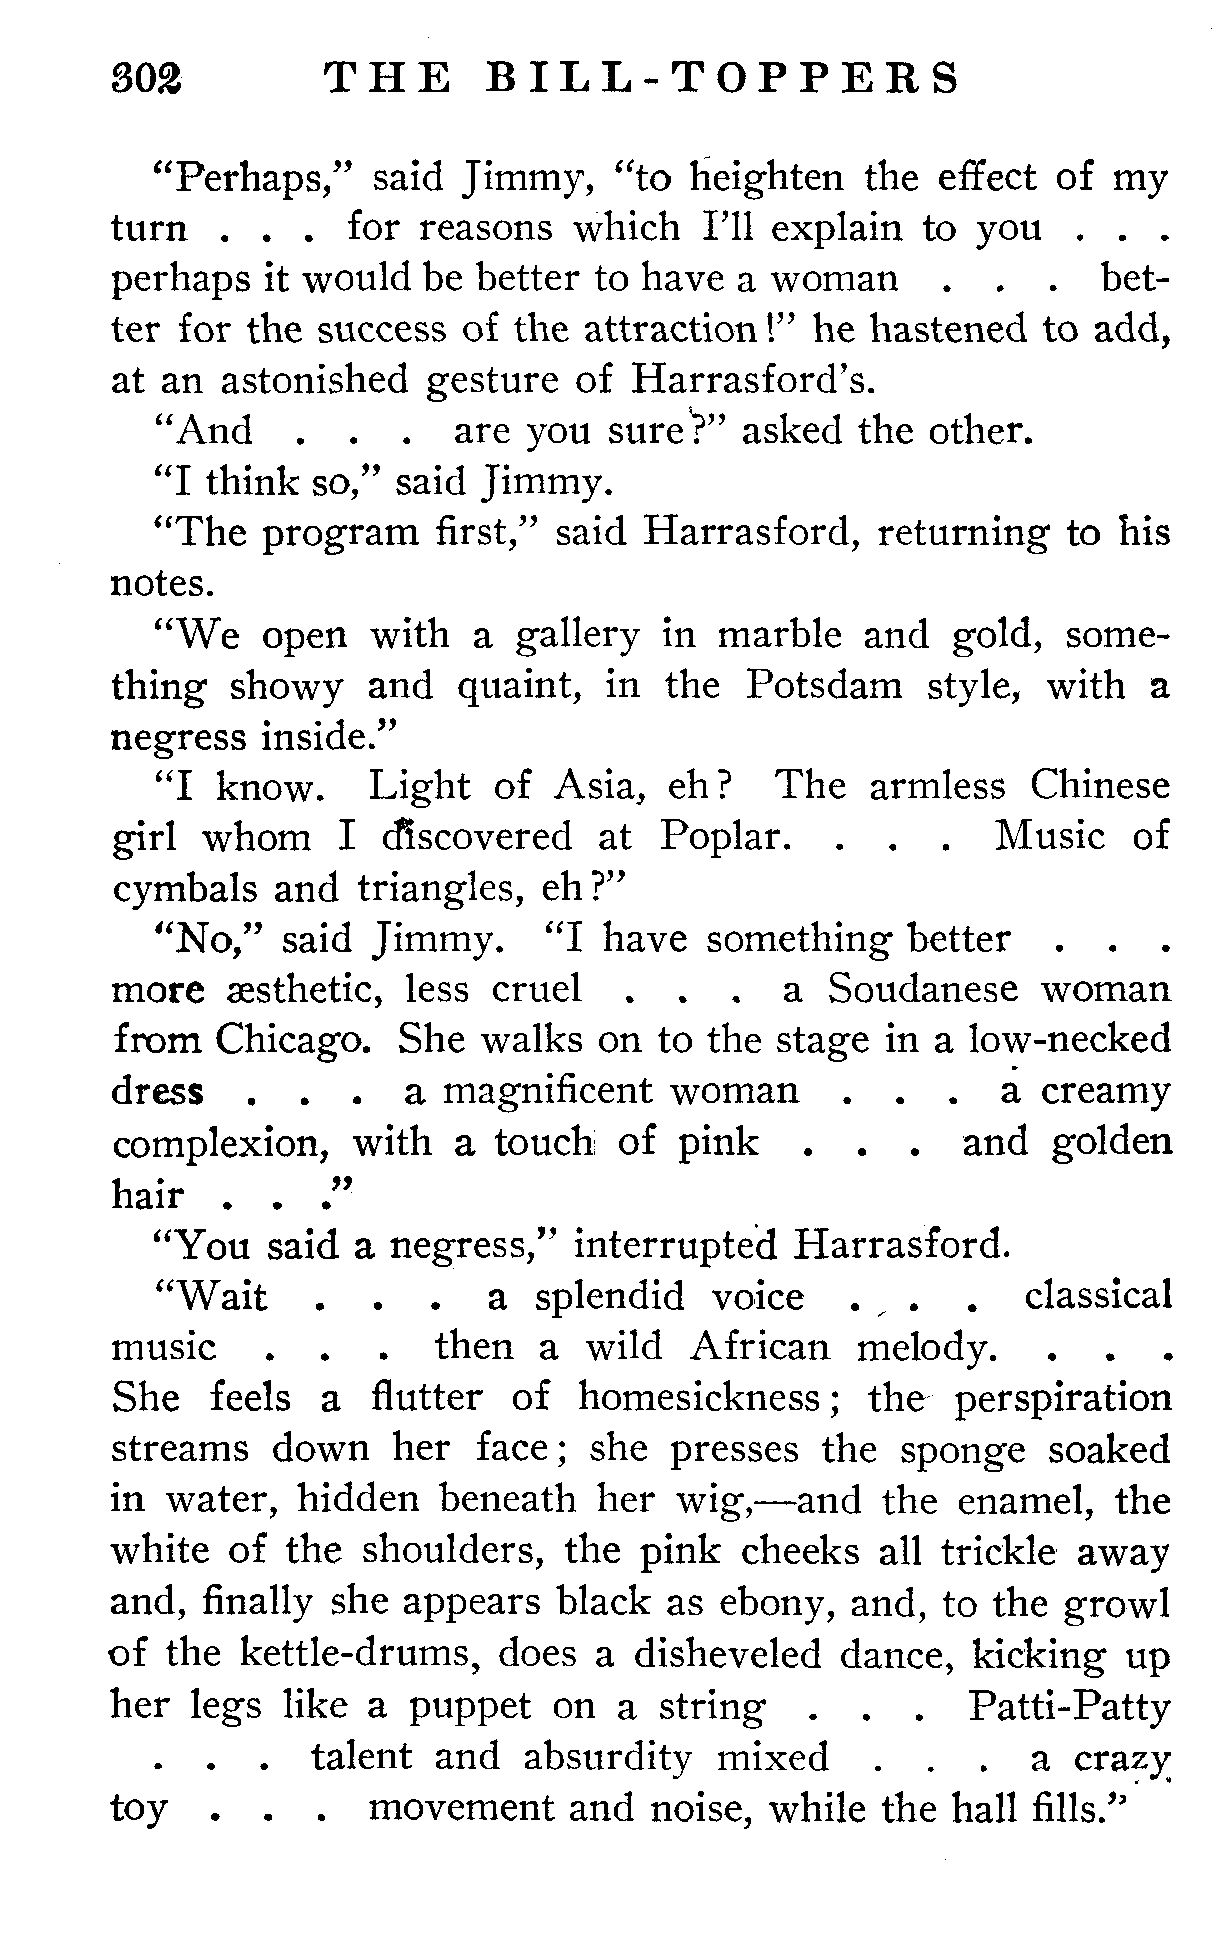 302 THE BILL-TOPPERS
“Perhaps,” said Jimmy, “to heighten the effect of my
turn . . . for reasons which I’ll explain to you . . .
perhaps it would be better to have a woman . . . bet-
ter for the success of the attraction!” he hastened to add,
at an astonished gesture of Harrasford’s.
“And . . . are you sure?” asked the other.
“I think so,” said Jimmy.
“The program first,” said Harrasford, returning to his
notes.
“We open with a gallery in marble and gold, some-
thing showy and quaint, in the Potsdam style, with a
negress inside.”
“I know. Light of Asia, eh? The armless Chinese
girl whom I discovered at Poplar. . . . Music of
cymbals and triangles, eh?”
“No,” said Jimmy. “I have something better . . .
more æsthetic, less cruel . . . a Soudanese woman
from Chicago. She walks on to the stage in a low-necked
dress . . . a magnificent woman . . . a creamy
complexion, with a touch of pink . . . and golden
hair . . .”
“You said a negress,” interrupted Harrasford.
“Wait . . . a splendid voice . . . classical
music . . . then a wild African melody. . . .
She feels a flutter of homesickness; the perspiration
streams down her face; she presses the sponge soaked
in water, hidden beneath her wig,—and the enamel, the
white of the shoulders, the pink cheeks all trickle away
and, finally she appears black as ebony, and, to the growl
of the kettle-drums, does a disheveled dance, kicking up
her legs like a puppet on a string . . . Patti-Patty
. . . talent and absurdity mixed . . . a crazy
toy . . . movement and noise, while the hall fills.”